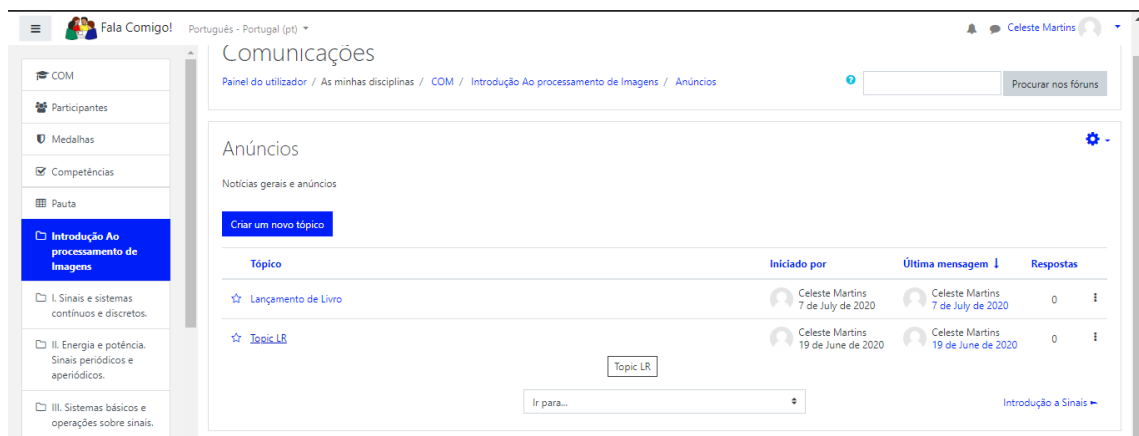 Fala Comigo!
Português - Portugal (pt)
Celeste Martins
COM
Participantes
Medalhas
Competências
Pauta
Introdução Ao
processamento de
Imagens
I. Sinais e sistemas
contínuos e discretos.
II. Energia e potência.
Sinais periódicos e
aperiódicos.
III. Sistemas básicos e
operações sobre sinais.
Comunicações
Painel do utilizador / As minhas disciplinas / COM / Introdução Ao processamento de Imagens / Anúncios
Procurar nos fóruns
Anúncios
Notícias gerais e anúncios
Criar um novo tópico
Tópico Iniciado por Última mensagem ↓ Respostas
Lançamento de Livro Celeste Martins Celeste Martins 0
7 de July de 2020 7 de July de 2020
Topic LR Celeste Martins Celeste Martins 0
19 de June de 2020 19 de June de 2020
Topic LR
Ir para...
Introdução a Sinais ►